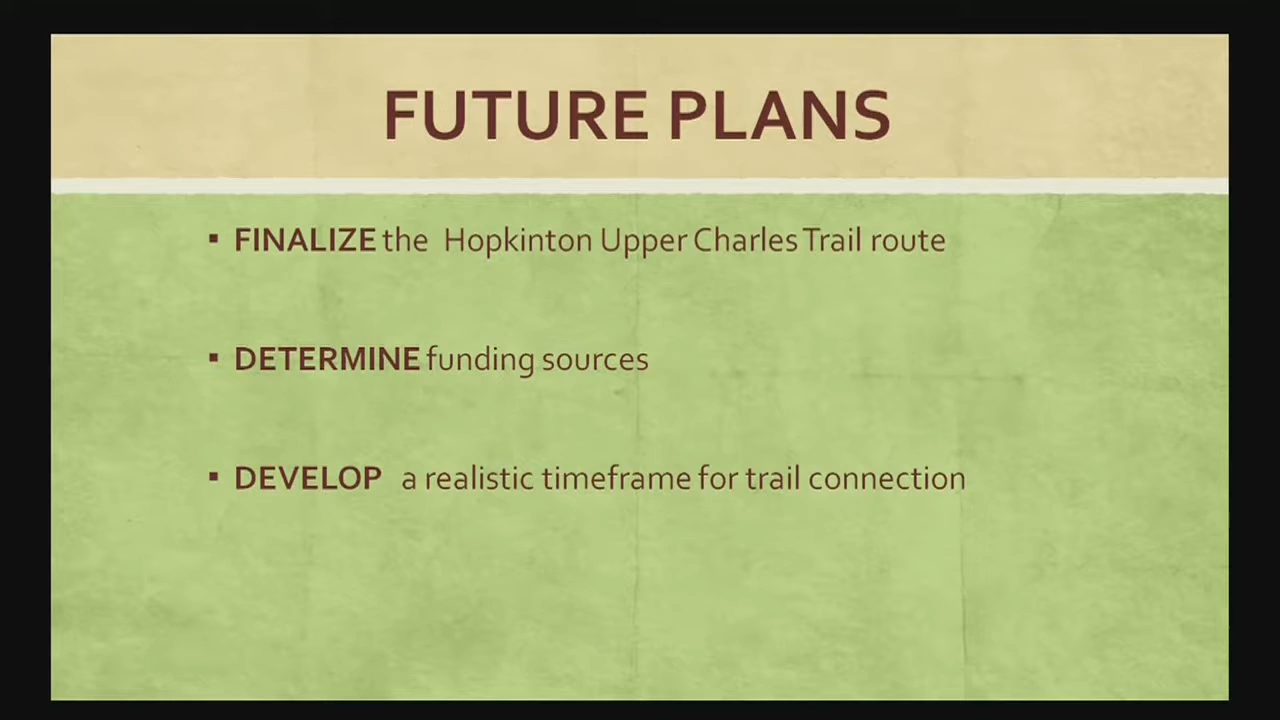 FUTURE PLANS
▪ FINALIZE the Hopkinton Upper Charles Trail route
▪ DETERMINE funding sources
▪ DEVELOP a realistic timeframe for trail connection